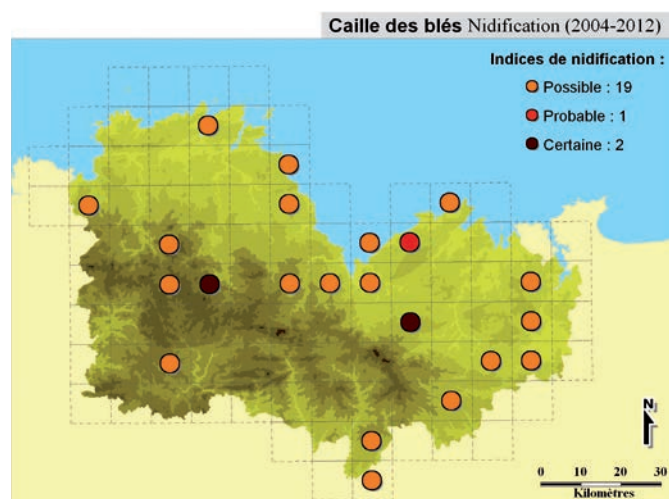 Caille des blés Nidification (2004-2012)
Indices de nidification :
Possible : 19
Probable : 1
Certaine : 2
N
0 10 20 30
Kilomètres